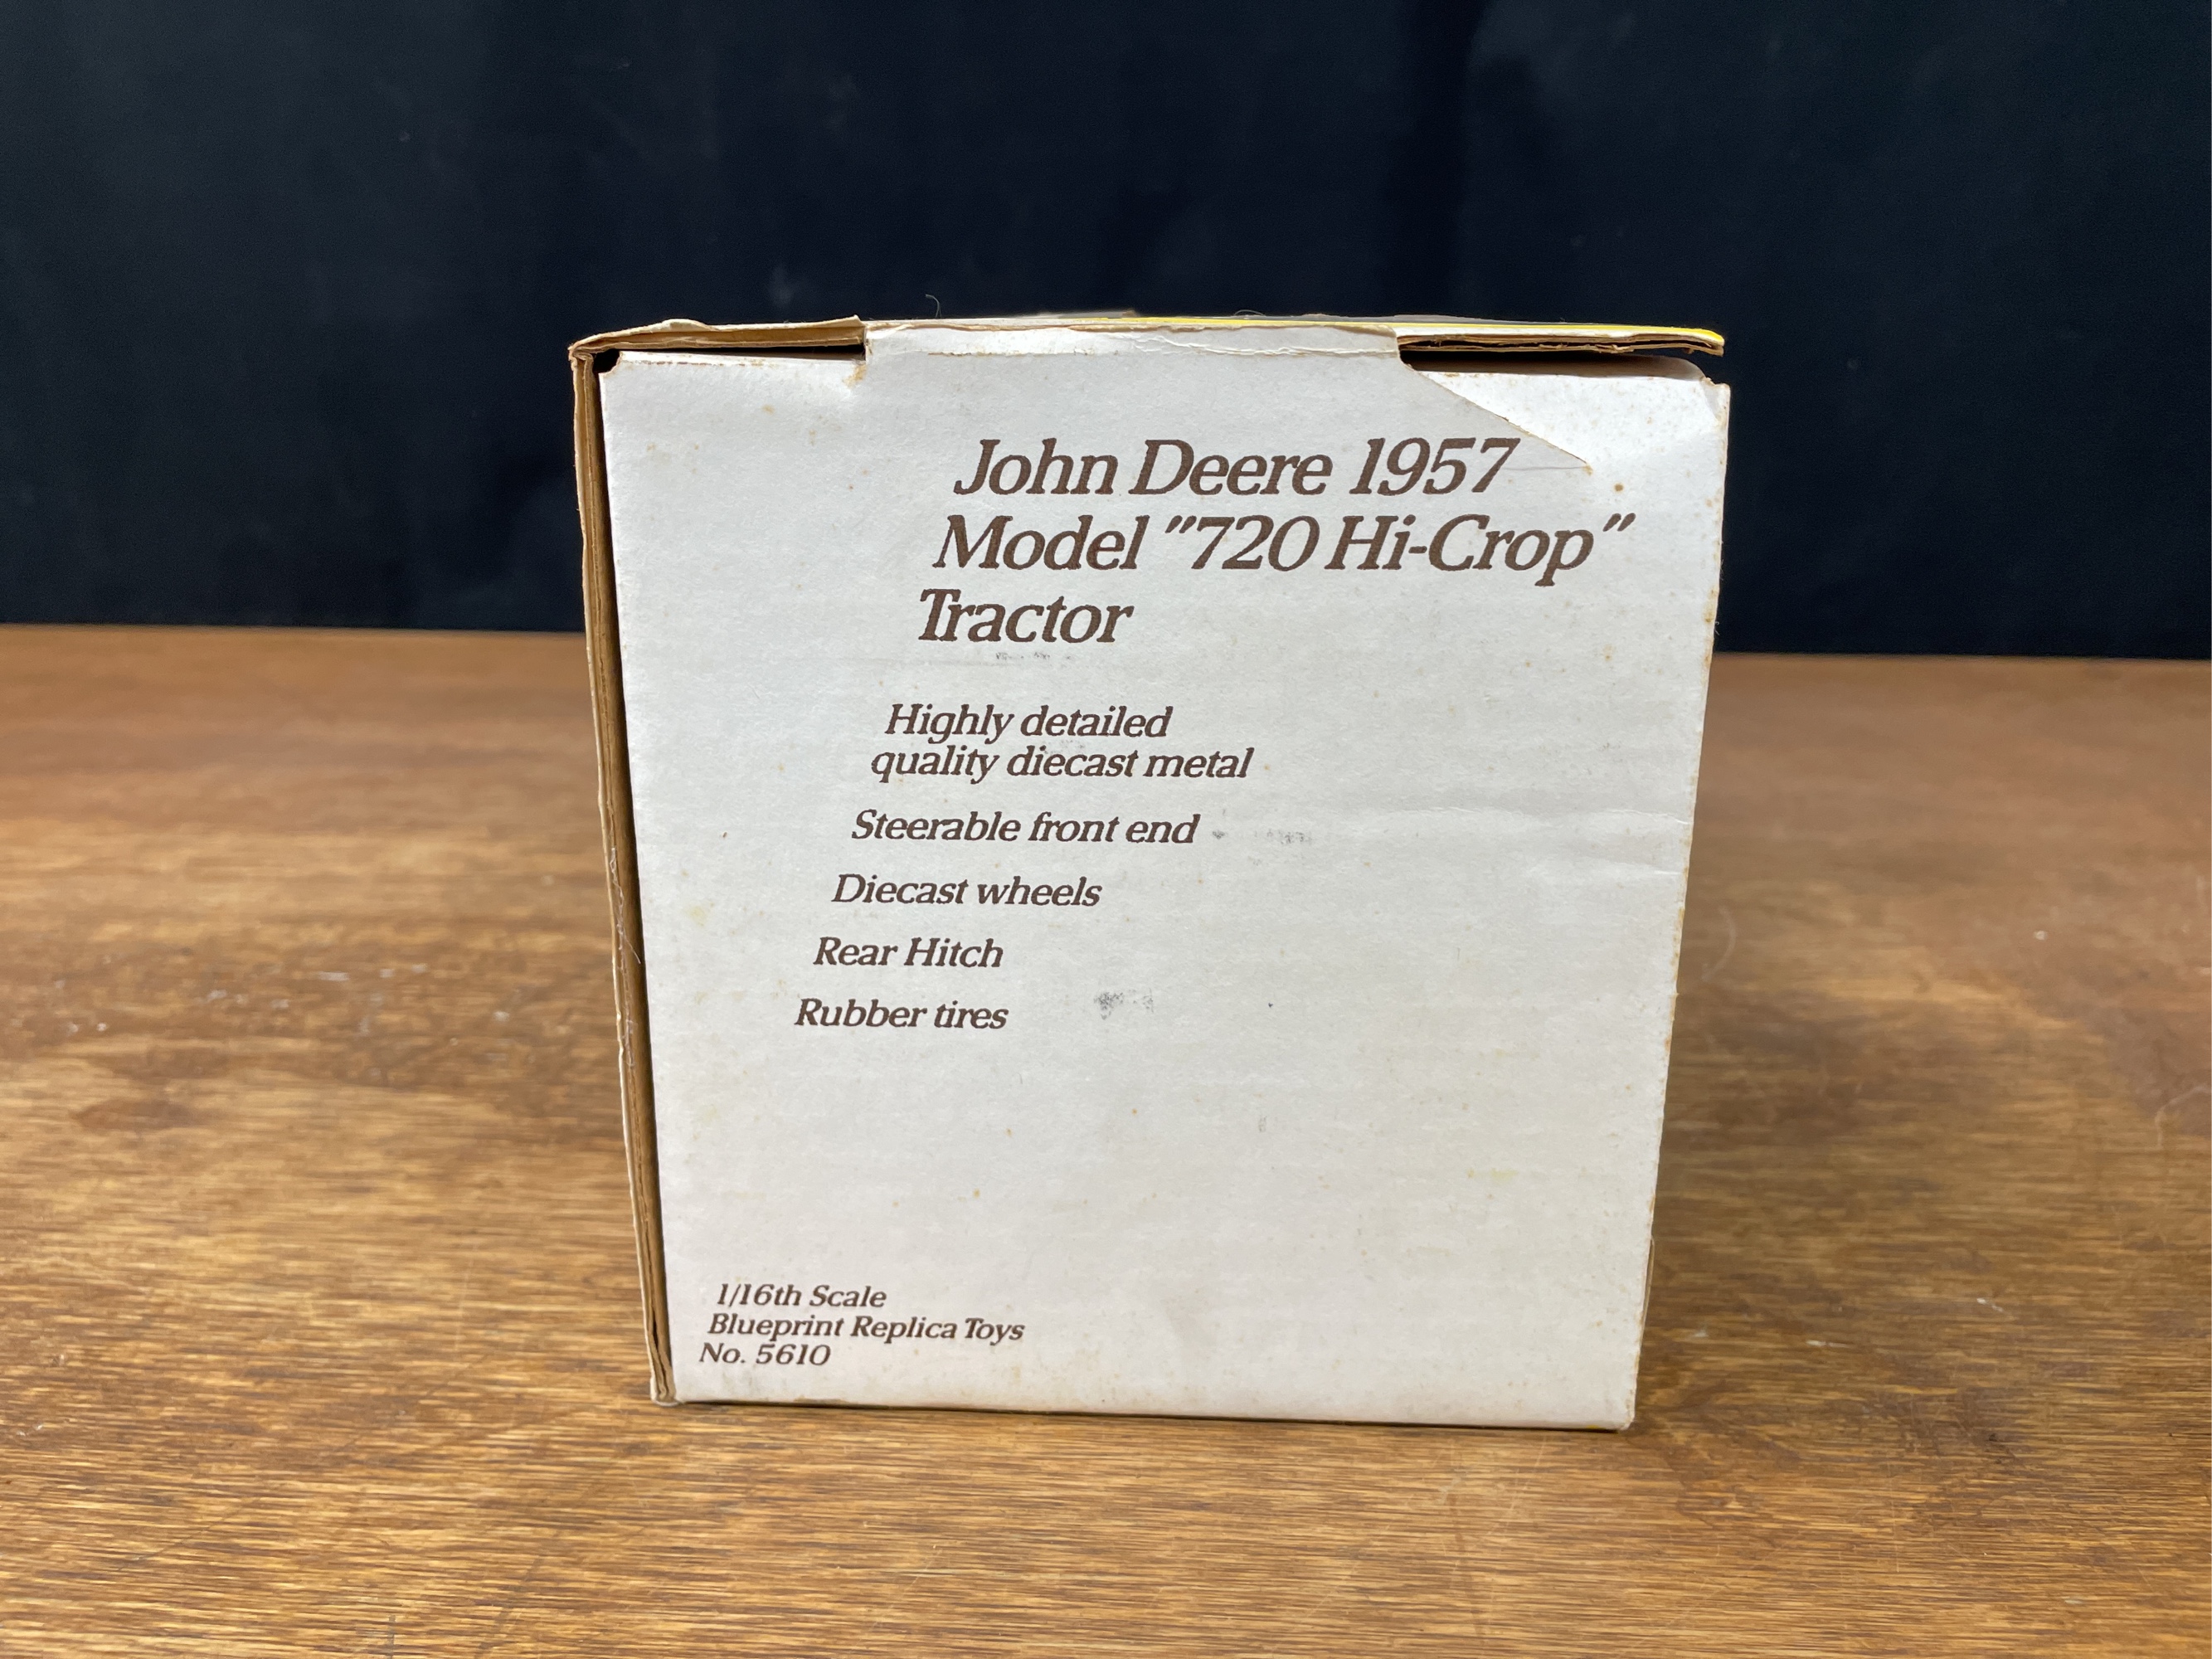 John Deere 1957
Model "720 Hi-Crop"
Tractor
Highly detailed
quality diecast metal
Steerable front end
Diecast wheels
Rear Hitch
Rubber tires
1/16th Scale
Blueprint Replica Toys
No. 5610